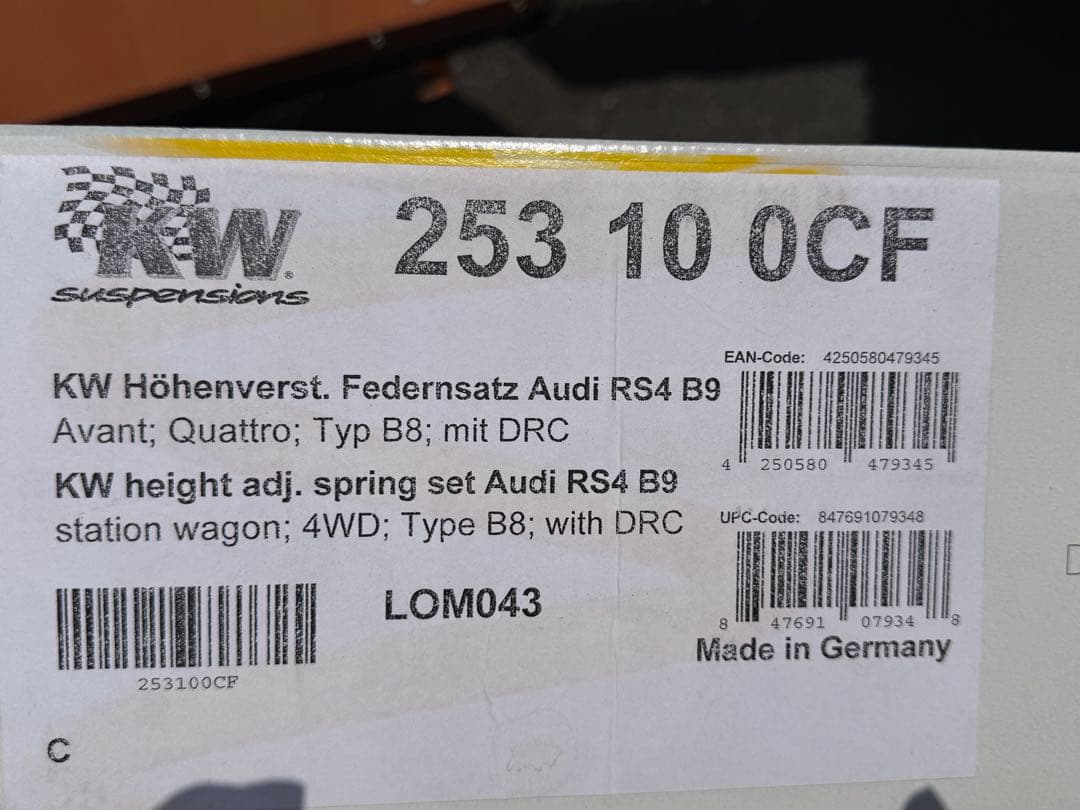 KW®
suspensions
253 10 0CF
EAN-Code: 4250580479345
4 250580 479345
KW Höhenverst. Federnsatz Audi RS4 B9
Avant; Quattro; Typ B8; mit DRC
KW height adj. spring set Audi RS4 B9
station wagon; 4WD; Type B8; with DRC
UPC-Code: 847691079348
8 47691 07934 8
Made in Germany
LOM043
253100CF
C